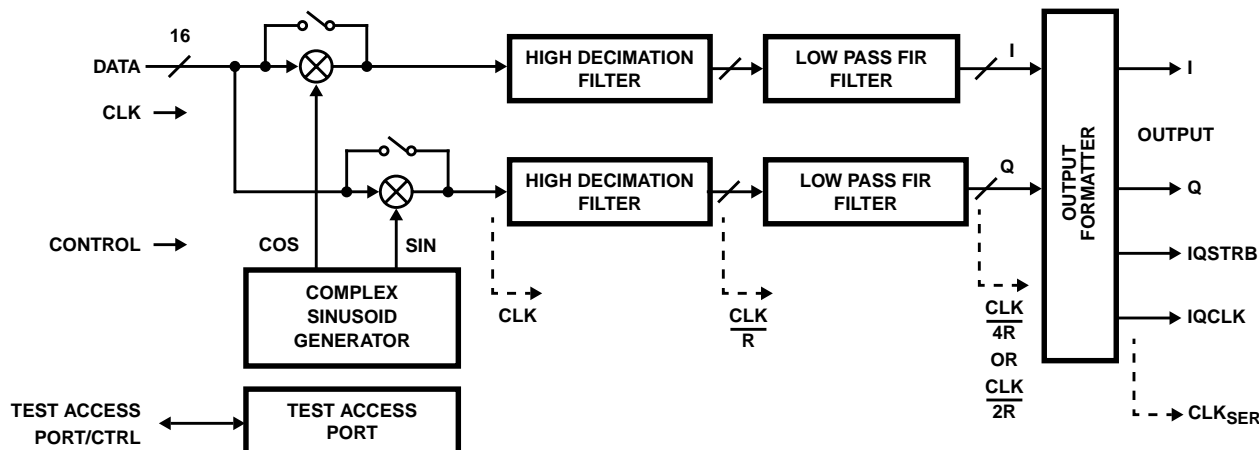 16
DATA
CLK
HIGH DECIMATION
FILTER
LOW PASS FIR
FILTER
I
I
OUTPUT
OUTPUT
FORMATTER
HIGH DECIMATION
FILTER
LOW PASS FIR
FILTER
Q
Q
CONTROL
COS
SIN
IQSTRB
COMPLEX
SINUSOID
GENERATOR
CLK
CLK
R
CLK
4R
OR
CLK
2R
IQCLK
TEST ACCESS
PORT/CTRL
TEST ACCESS
PORT
CLKSER